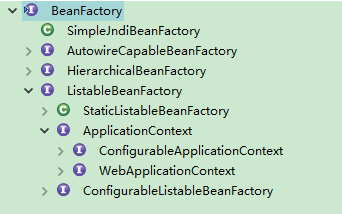 BeanFactory
SimpleJndiBeanFactory
AutowireCapableBeanFactory
HierarchicalBeanFactory
ListableBeanFactory
StaticListableBeanFactory
ApplicationContext
ConfigurableApplicationContext
WebApplicationContext
ConfigurableListableBeanFactory